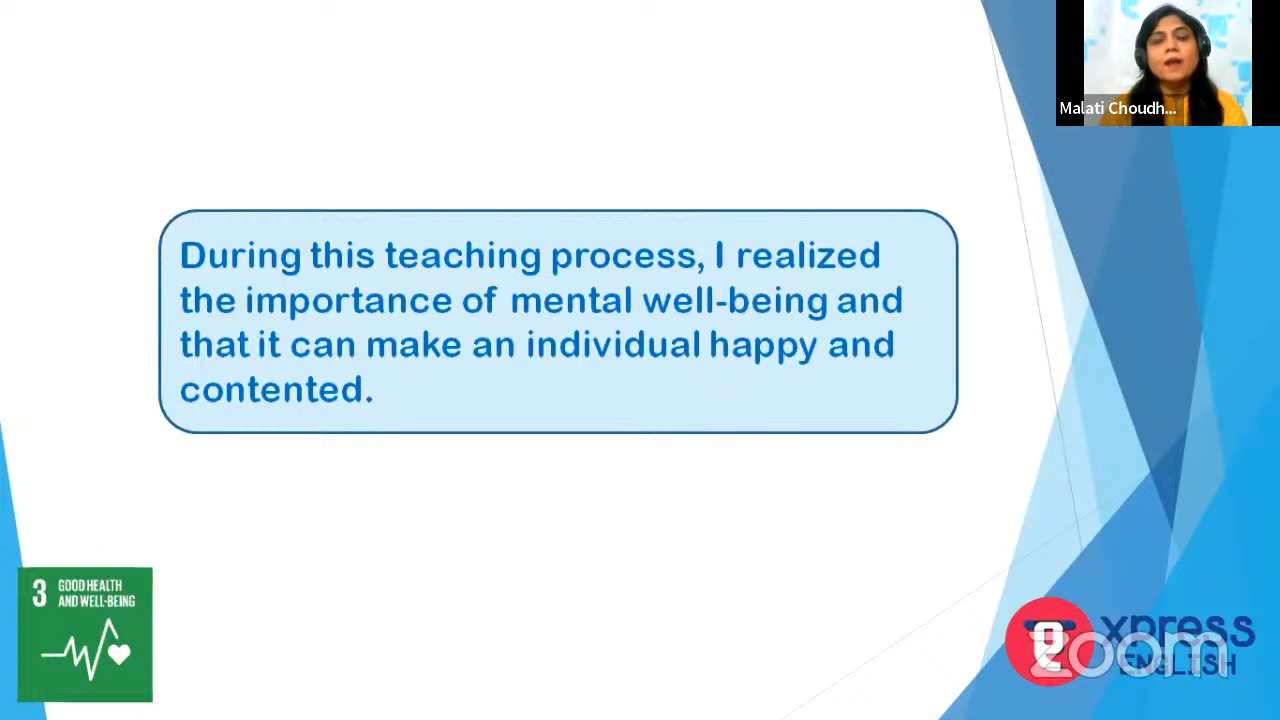 Malati Choudh...
During this teaching process, I realized
the importance of mental well-being and
that it can make an individual happy and
contented.
3 GOOD HEALTH
AND WELL-BEING
express
ENGLISH
zoom